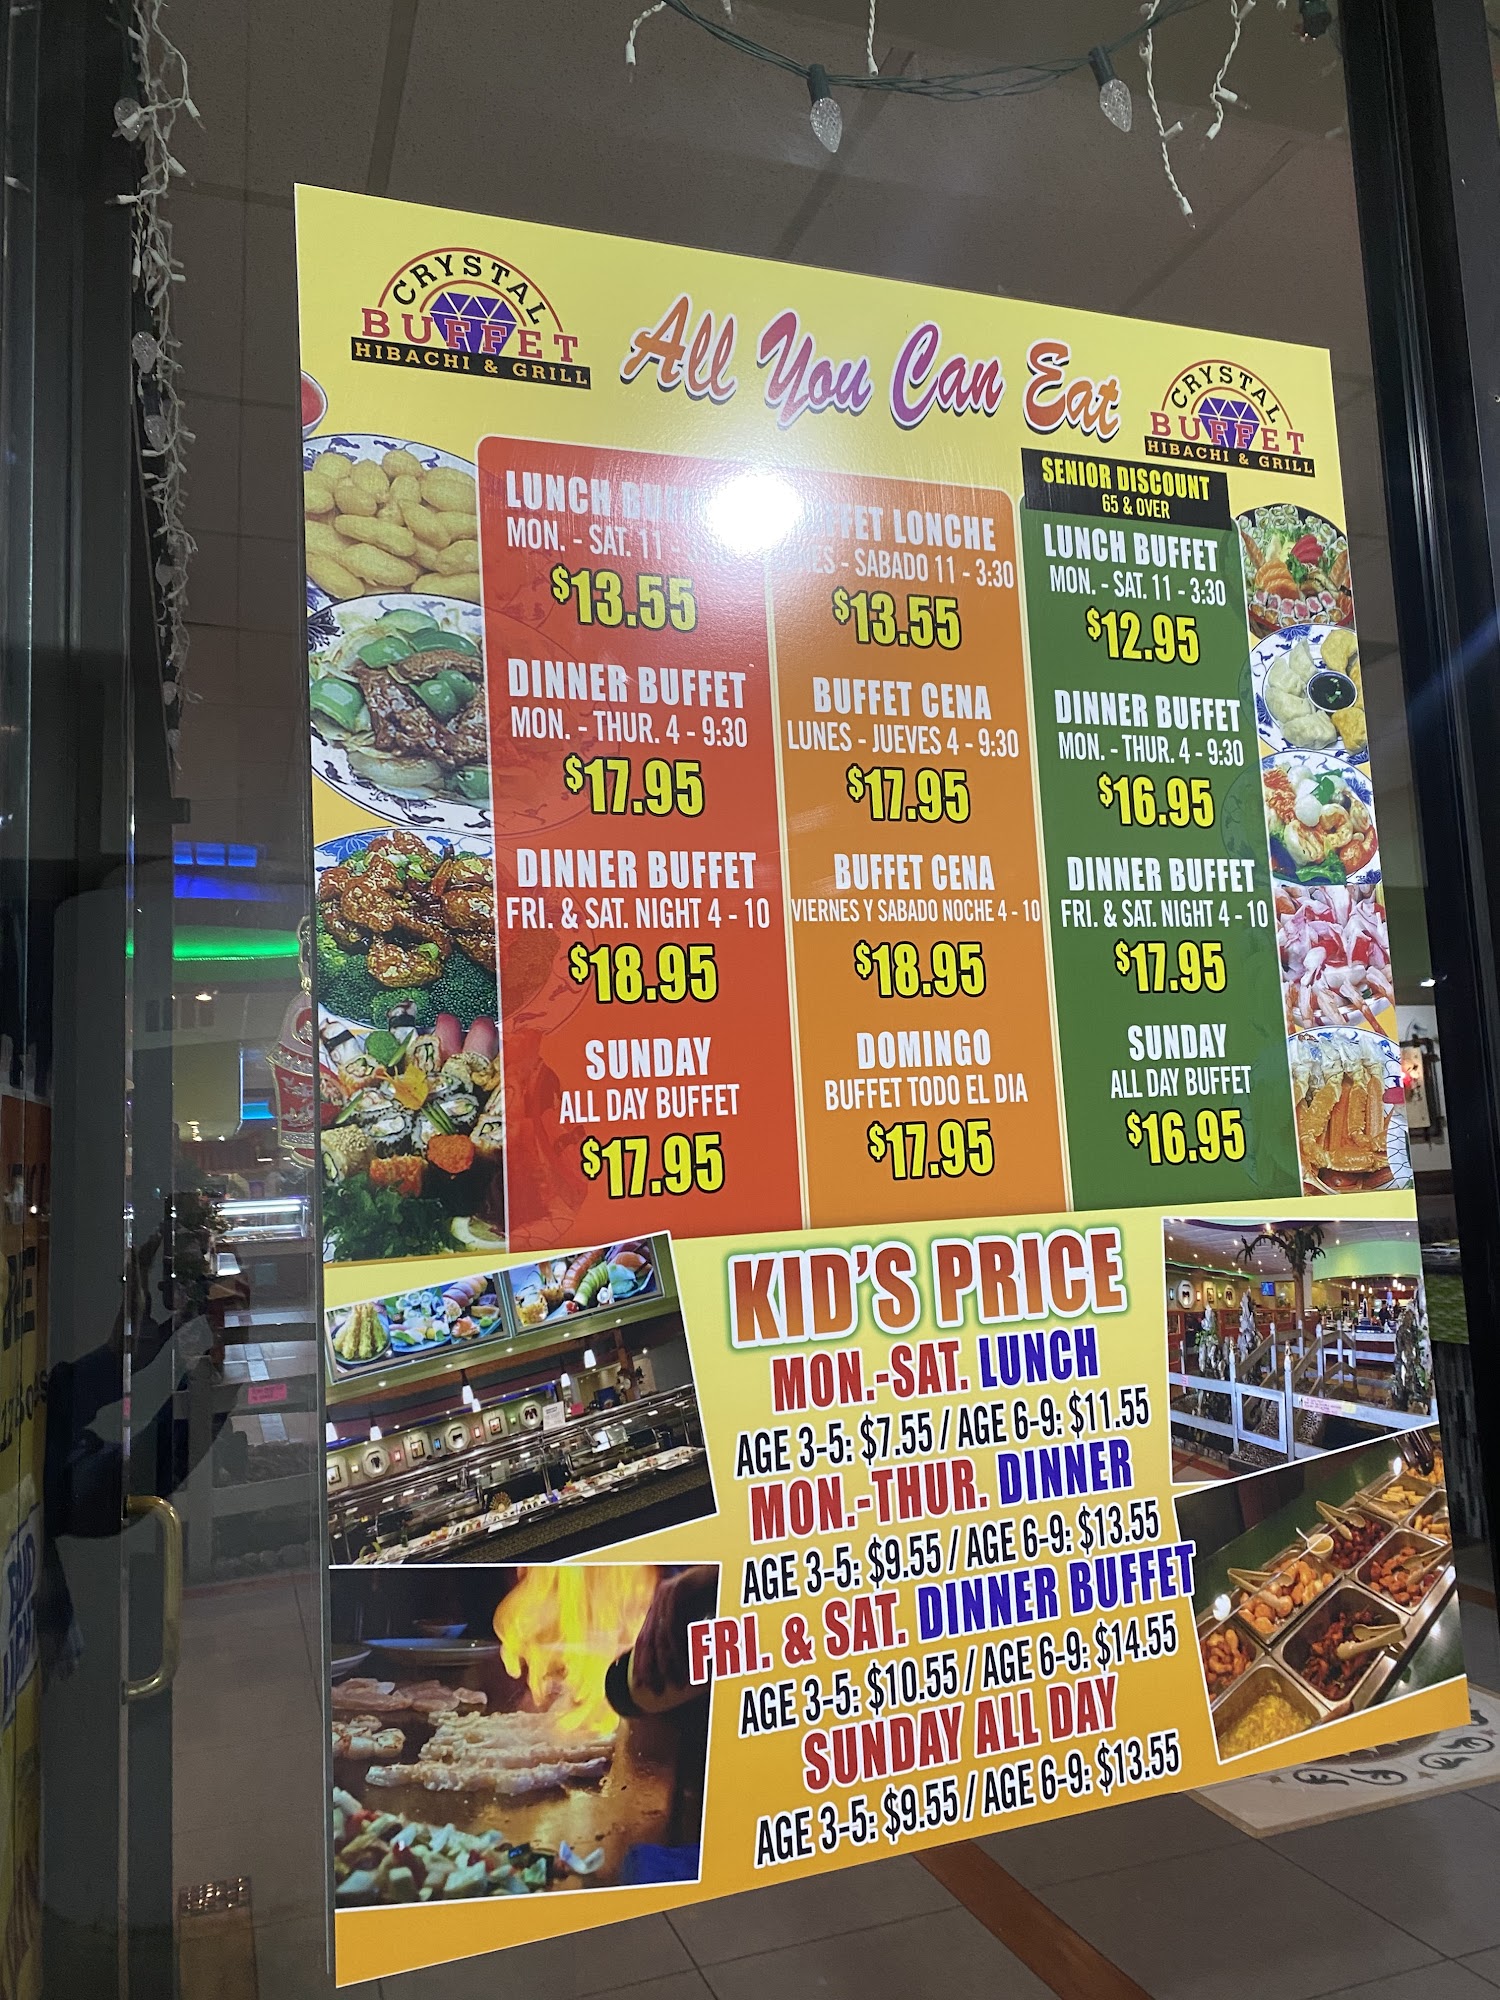 CRYSTAL
BUFFET
HIBACHI & GRILL
All You Can Eat
CRYSTAL
BUFFET
HIBACHI & GRILL
LUNCH
MON. - SAT. 11 -
$13.55
DINNER BUFFET
MON. - THUR. 4 - 9:30
$17.95
DINNER BUFFET
FRI. & SAT. NIGHT 4 - 10
$18.95
SUNDAY
ALL DAY BUFFET
$17.95
LONCHE
- SABADO 11 - 3:30
$13.55
BUFFET CENA
LUNES - JUEVES 4 - 9:30
$17.95
BUFFET CENA
VIERNES Y SABADO NOCHE 4 - 10
$18.95
DOMINGO
BUFFET TODO EL DIA
$17.95
SENIOR DISCOUNT
65 & OVER
LUNCH BUFFET
MON. - SAT. 11 - 3:30
$12.95
DINNER BUFFET
MON. - THUR. 4 - 9:30
$16.95
DINNER BUFFET
FRI. & SAT. NIGHT 4 - 10
$17.95
SUNDAY
ALL DAY BUFFET
$16.95
KID'S PRICE
MON.-SAT. LUNCH
AGE 3-5: $7.55 / AGE 6-9: $11.55
MON.-THUR. DINNER
AGE 3-5: $9.55 / AGE 6-9: $13.55
FRI. & SAT. DINNER BUFFET
AGE 3-5: $10.55 / AGE 6-9: $14.55
SUNDAY ALL DAY
AGE 3-5: $9.55 / AGE 6-9: $13.55